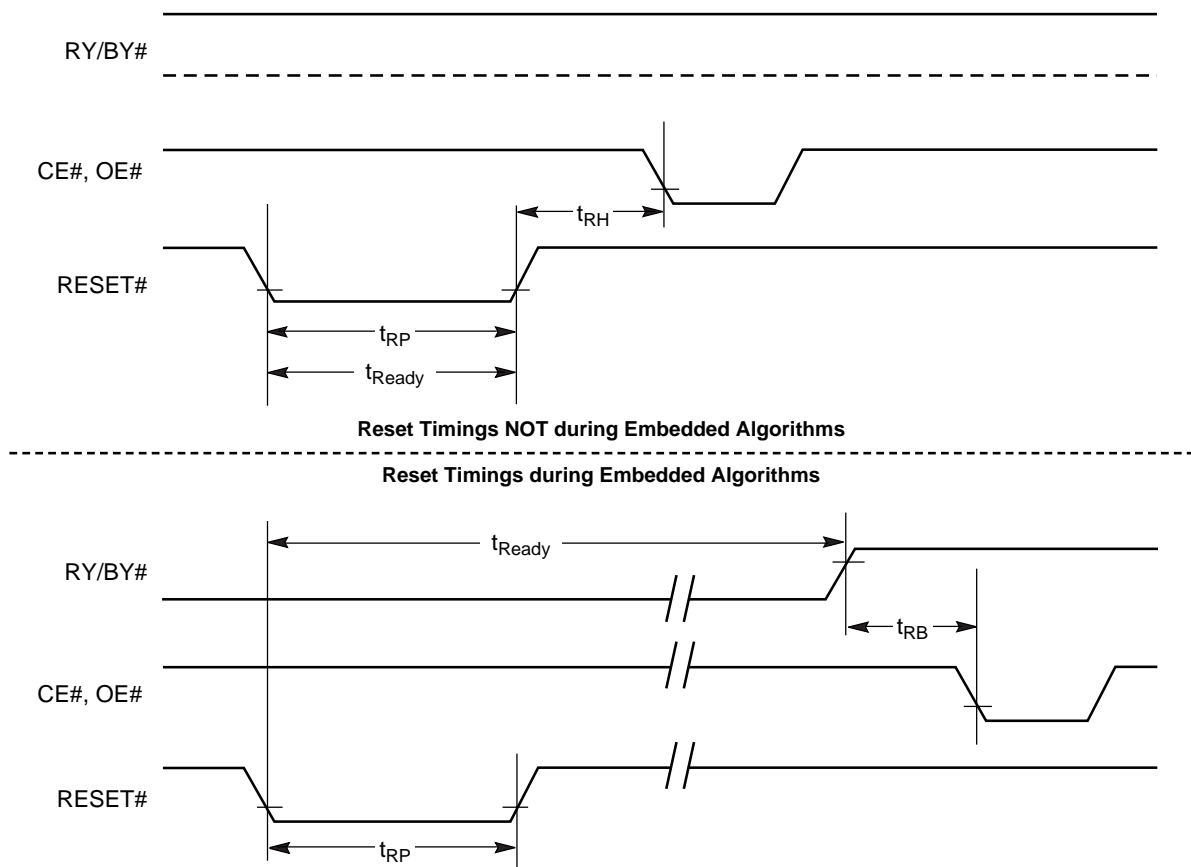 RY/BY#
CE#, OE#
tRH
RESET#
tRP
tReady
Reset Timings NOT during Embedded Algorithms
Reset Timings during Embedded Algorithms
tReady
RY/BY#
tRB
CE#, OE#
RESET#
tRP